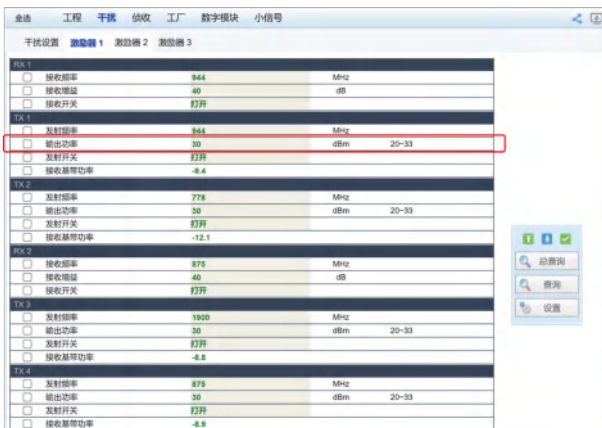 全选 工程 干扰 侦收 工厂 数字模块 小信号
干扰设置 激励器 1 激励器 2 激励器 3
RX 1
接收频率 944 MHz
接收增益 40 dB
接收开关 打开
TX 1
发射频率 944 MHz
输出功率 30 dBm 20~33
发射开关 打开
接收基带功率 -9.4
TX 2
发射频率 778 MHz
输出功率 30 dBm 20~33
发射开关 打开
接收基带功率 -12.1
RX 2
接收频率 875 MHz
接收增益 40 dB
接收开关 打开
TX 3
发射频率 1900 MHz
输出功率 30 dBm 20~33
发射开关 打开
接收基带功率 -8.8
TX 4
发射频率 875 MHz
输出功率 30 dBm 20~33
发射开关 打开
接收基带功率 -8.9
总查询
查询
设置